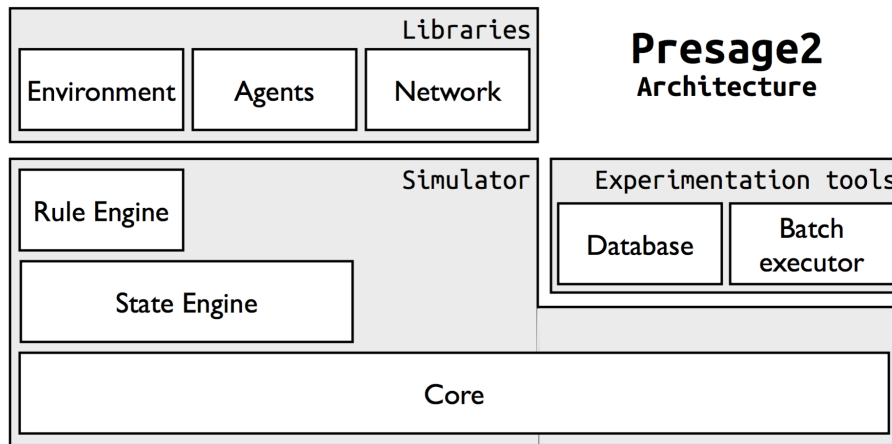 Presage2
Architecture
Libraries
Environment
Agents
Network
Simulator
Rule Engine
State Engine
Core
Experimentation tools
Database
Batch
executor